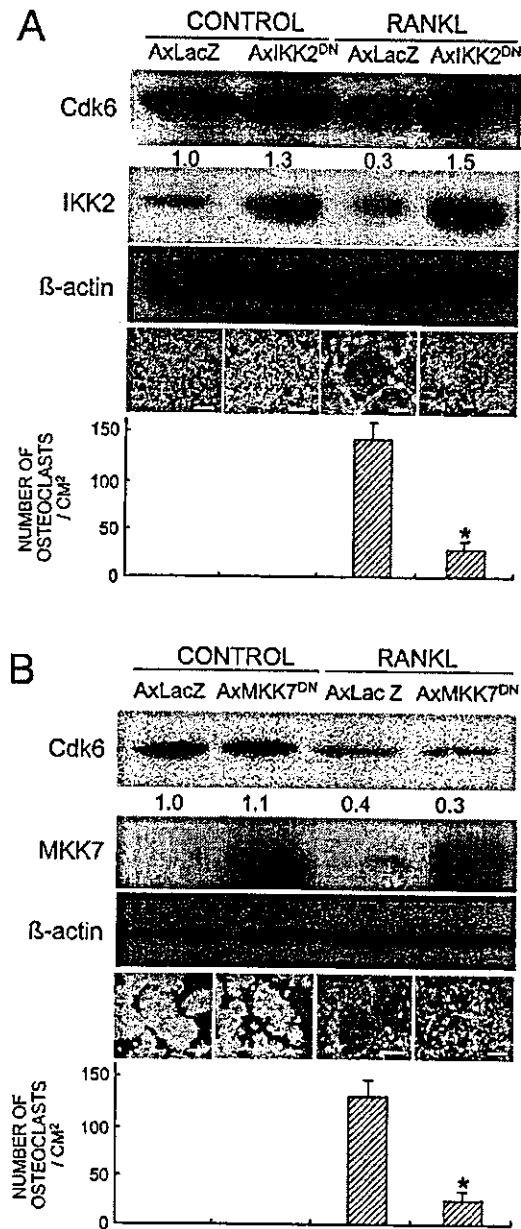 A
CONTROL RANKL
AxLacZ AxIKK2DN AxLacZ AxIKK2DN
Cdk6
1.0 1.3 0.3 1.5
IKK2
ß-actin
NUMBER OF
OSTEOCLASTS
/ CM2
150
100
50
0
*
B
CONTROL RANKL
AxLacZ AxMKK7DN AxLac Z AxMKK7DN
Cdk6
1.0 1.1 0.4 0.3
MKK7
ß-actin
NUMBER OF
OSTEOCLASTS
/ CM2
150
100
50
0
*